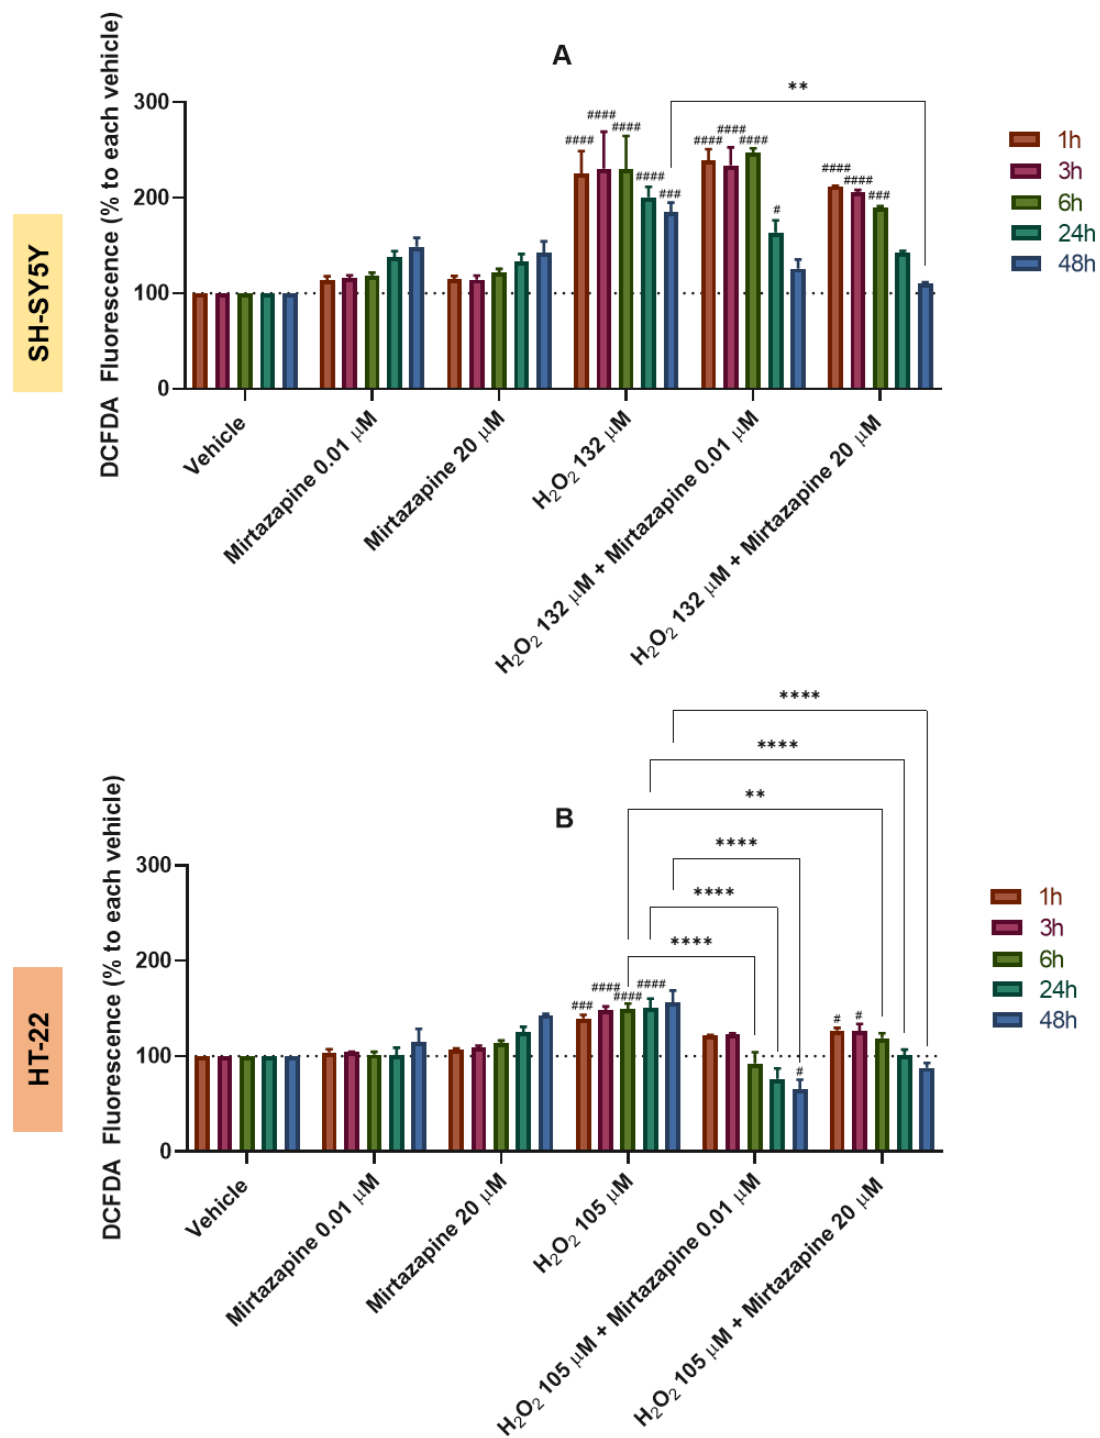 A
DCFDA Fluorescence (% to each vehicle)
SH-SY5Y
300
200
100
0
**
####
####
####
####
###
####
####
####
#
####
####
###
1h
3h
6h
24h
48h
Vehicle
Mirtazapine 0.01 μM
Mirtazapine 20 μM
H₂O₂ 132 μM
H₂O₂ 132 μM + Mirtazapine 0.01 μM
H₂O₂ 132 μM + Mirtazapine 20 μM
B
DCFDA Fluorescence (% to each vehicle)
HT-22
300
200
100
0
****
****
**
****
****
****
###
####
####
####
#
#
#
1h
3h
6h
24h
48h
Vehicle
Mirtazapine 0.01 μM
Mirtazapine 20 μM
H₂O₂ 105 μM
H₂O₂ 105 μM + Mirtazapine 0.01 μM
H₂O₂ 105 μM + Mirtazapine 20 μM